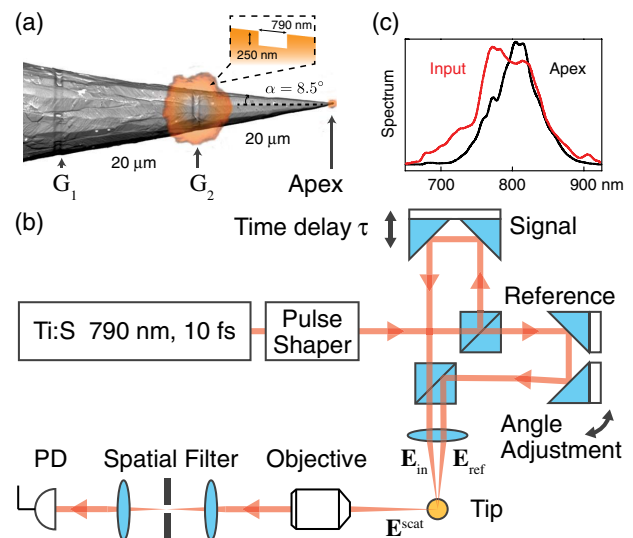 (a)
790 nm
250 nm
α = 8.5°
20 μm
20 μm
G1
G2
Apex
(c)
Input
Apex
Spectrum
700
800
900 nm
(b)
Time delay τ
Signal
Reference
Ti:S 790 nm, 10 fs
Pulse
Shaper
Angle
Adjustment
PD
Spatial Filter
Objective
Ein
Eref
Escat
Tip